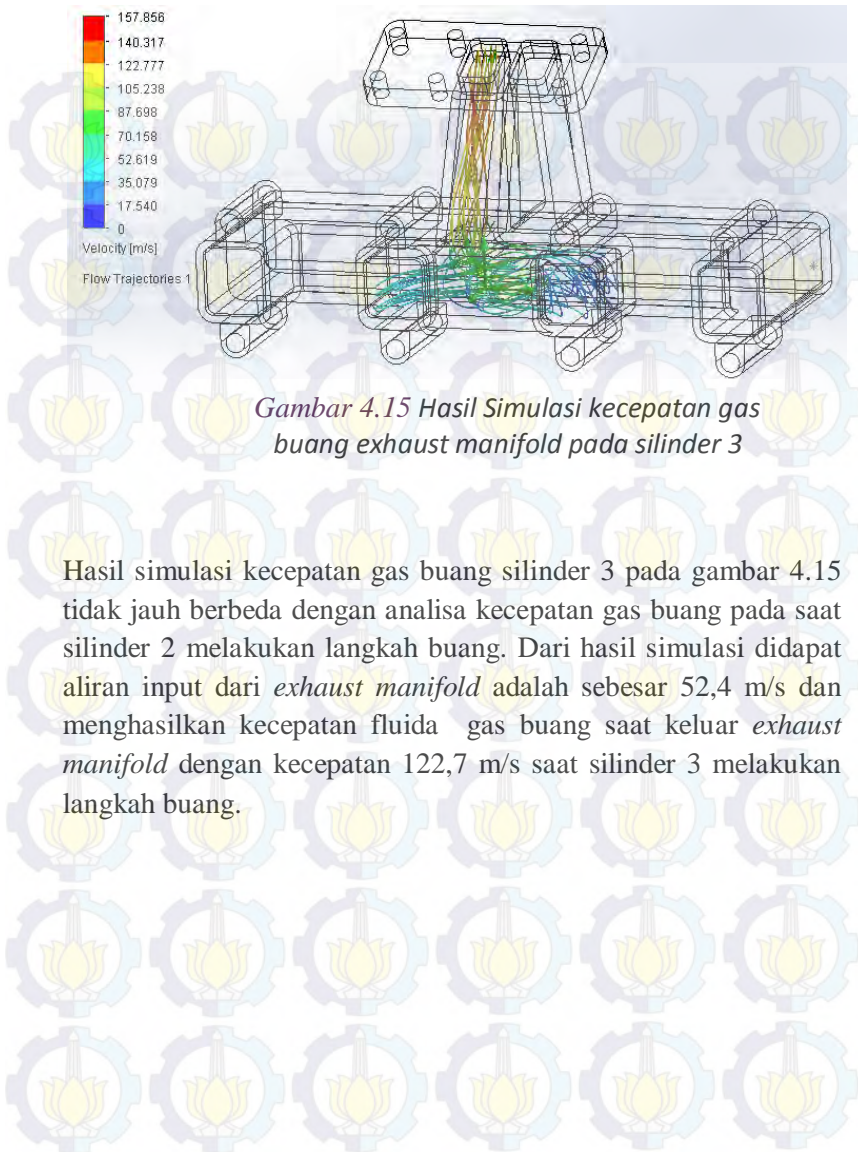 157.856
140.317
122.777
105.238
87.698
70.158
52.619
35.079
17.540
0
Velocity [m/s]
Flow Trajectories 1
Gambar 4.15 Hasil Simulasi kecepatan gas
buang exhaust manifold pada silinder 3
Hasil simulasi kecepatan gas buang silinder 3 pada gambar 4.15
tidak jauh berbeda dengan analisa kecepatan gas buang pada saat
silinder 2 melakukan langkah buang. Dari hasil simulasi didapat
aliran input dari exhaust manifold adalah sebesar 52,4 m/s dan
menghasilkan kecepatan fluida gas buang saat keluar exhaust
manifold dengan kecepatan 122,7 m/s saat silinder 3 melakukan
langkah buang.